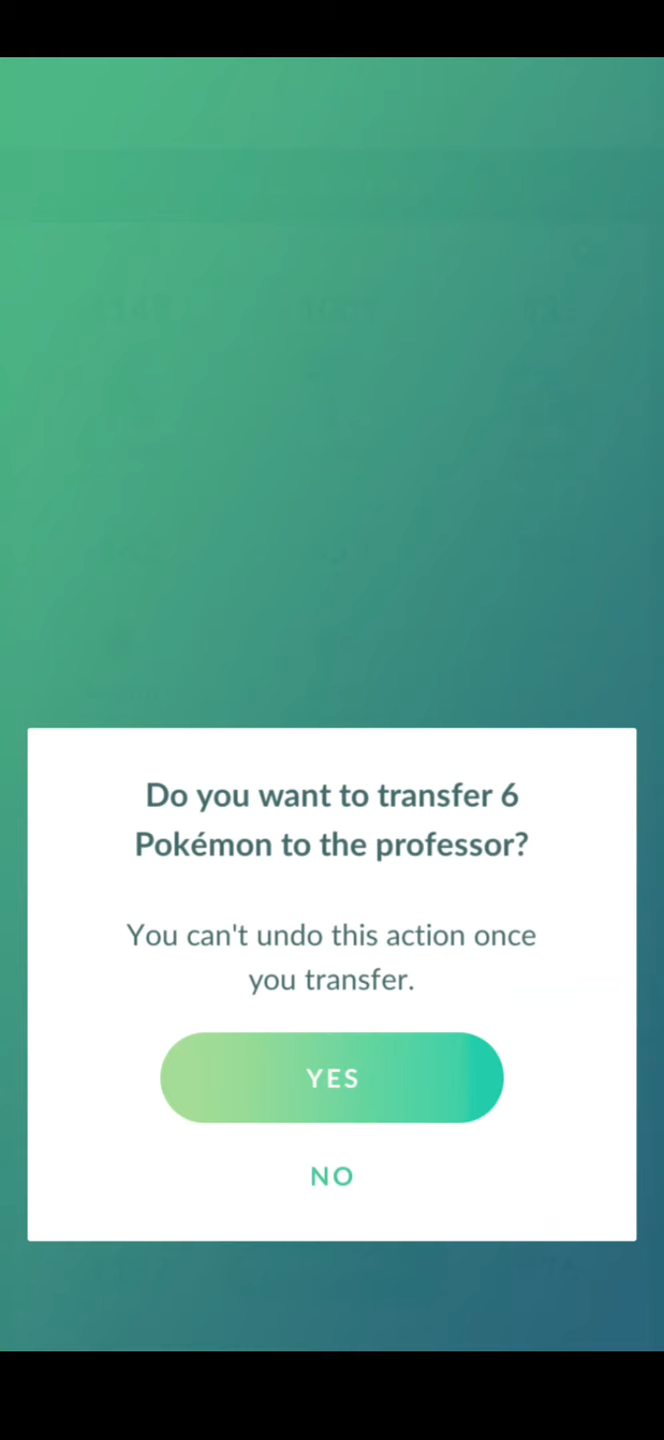 Do you want to transfer 6
Pokémon to the professor?
You can't undo this action once
you transfer.
YES
NO